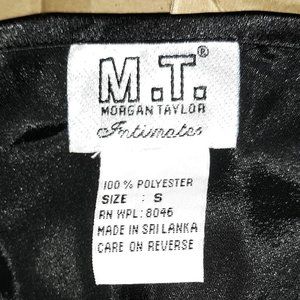 M.T.®
MORGAN TAYLOR
Intimates
100% POLYESTER
SIZE : S
RN WPL: 8046
MADE IN SRI LANKA
CARE ON REVERSE